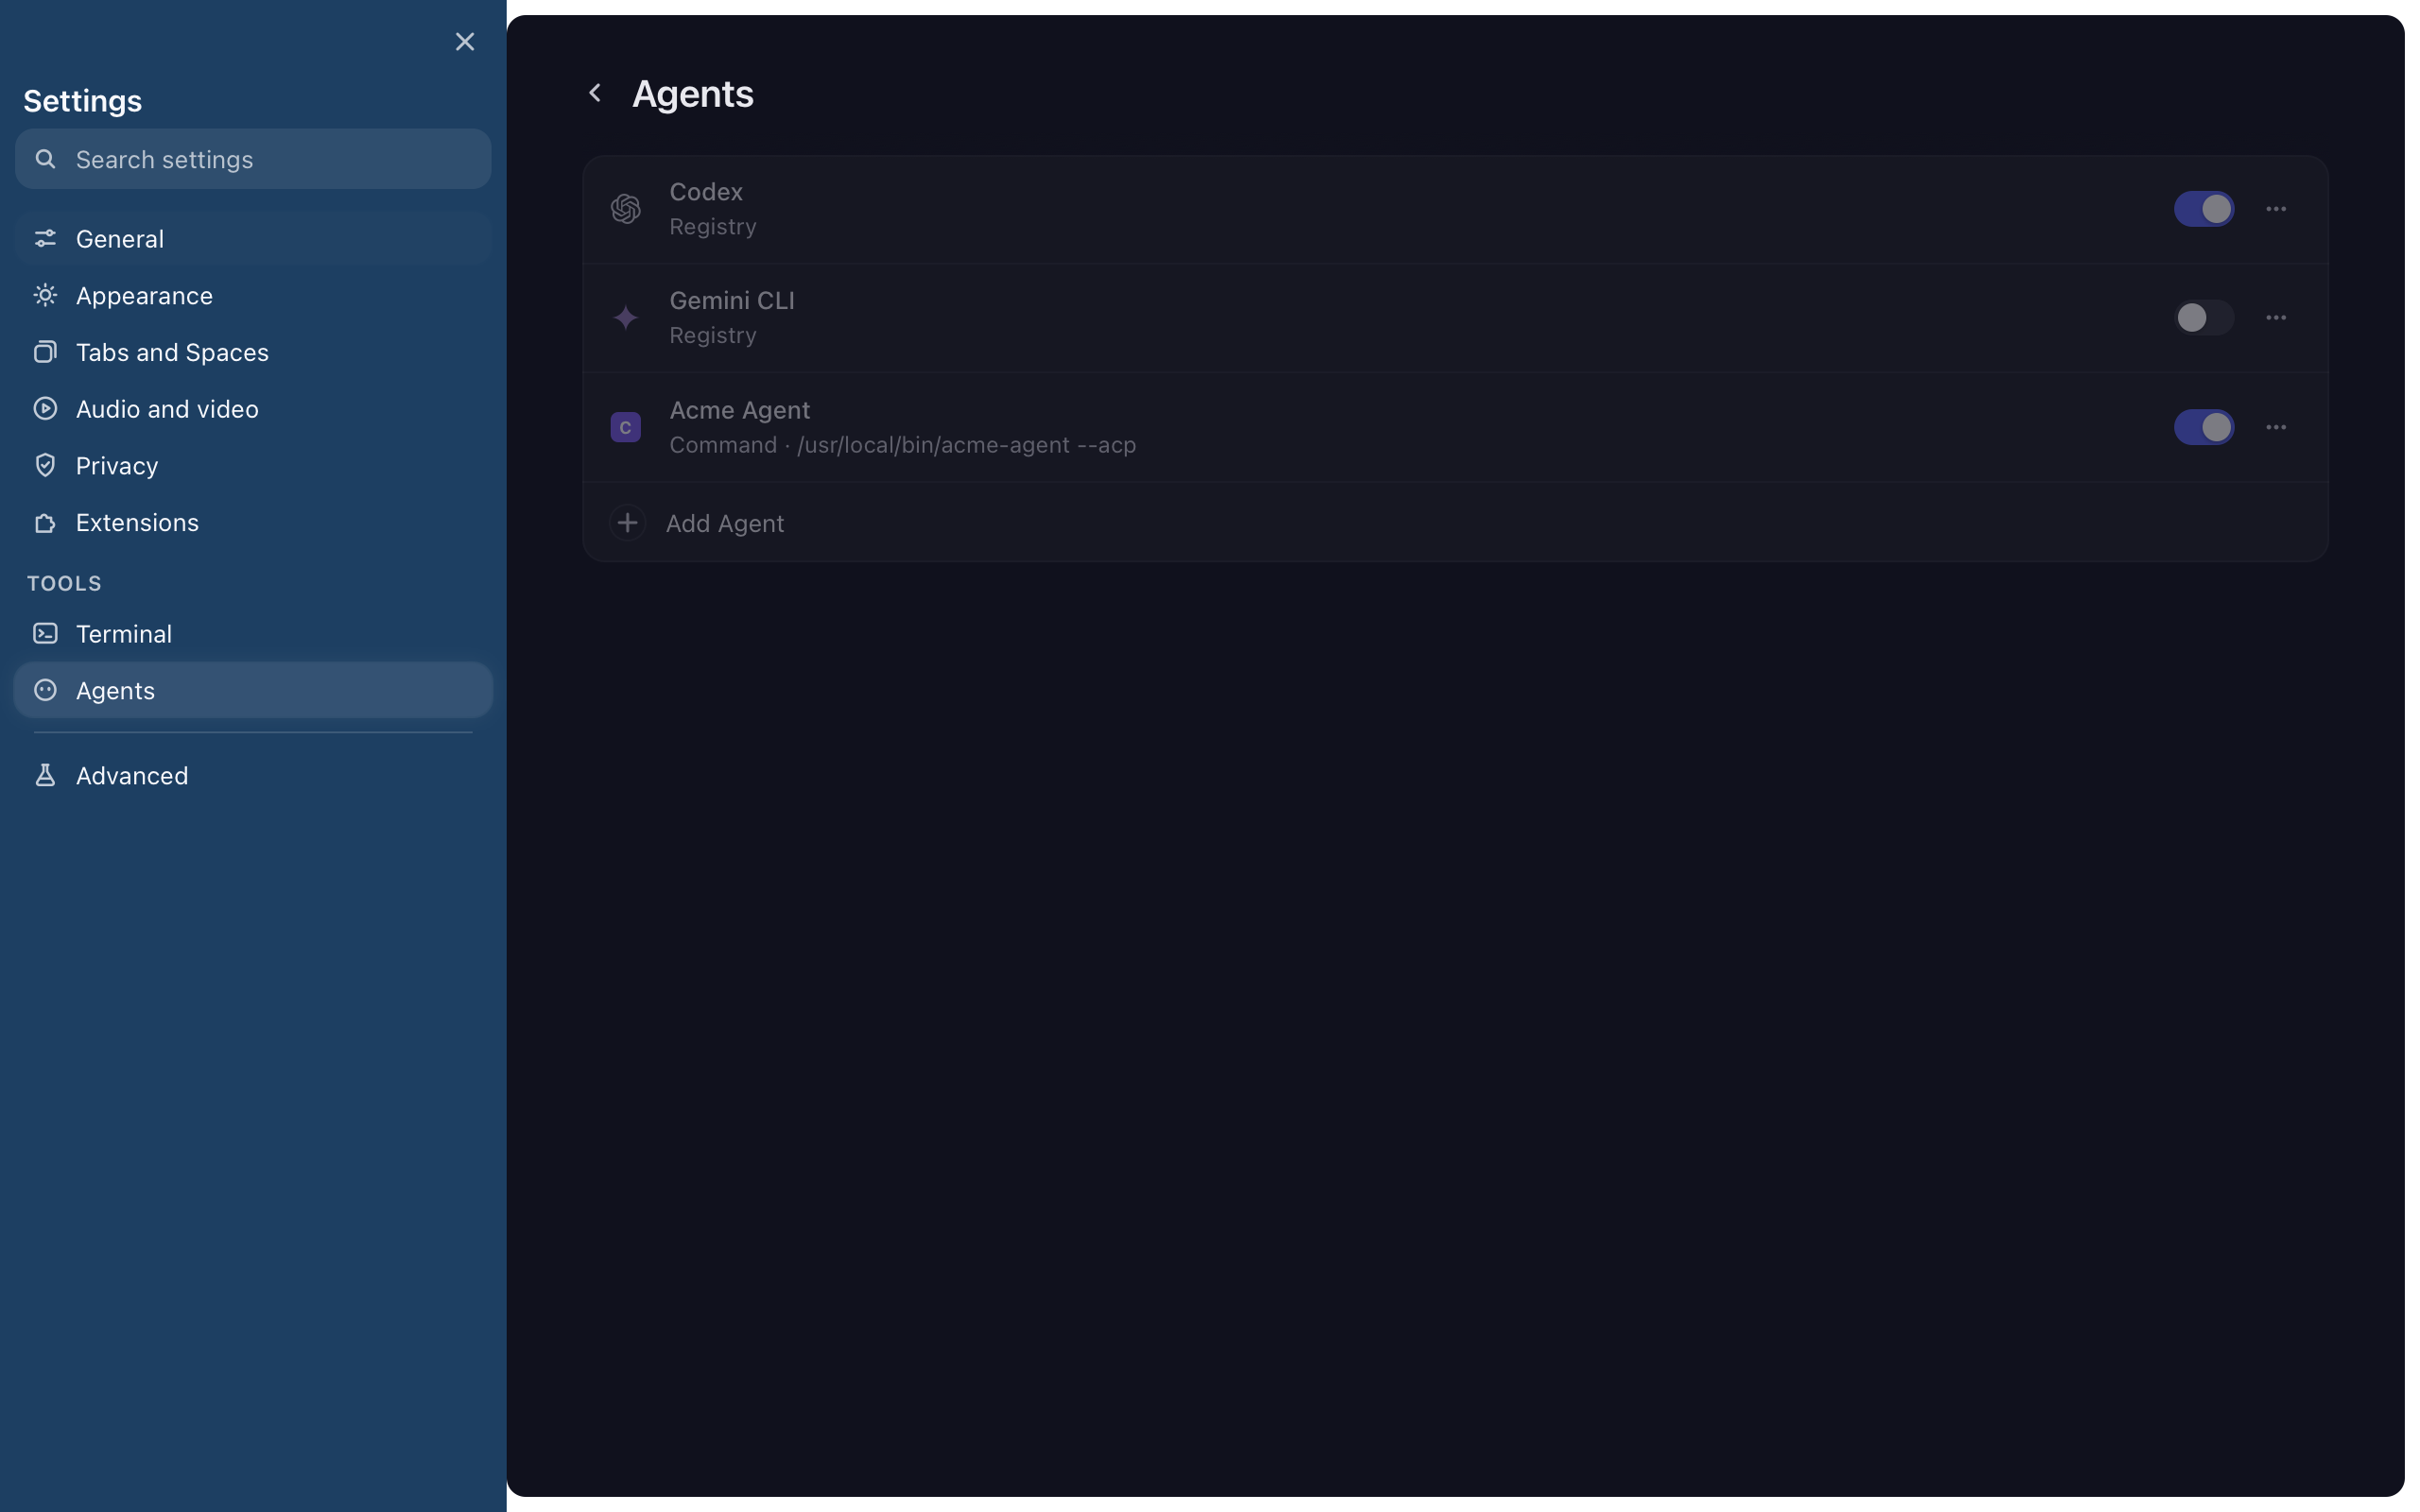 Settings
Search settings
General
Appearance
Tabs and Spaces
Audio and video
Privacy
Extensions
TOOLS
Terminal
Agents
Advanced
Agents
Codex
Registry
Gemini CLI
Registry
C
Acme Agent
Command · /usr/local/bin/acme-agent --acp
Add Agent